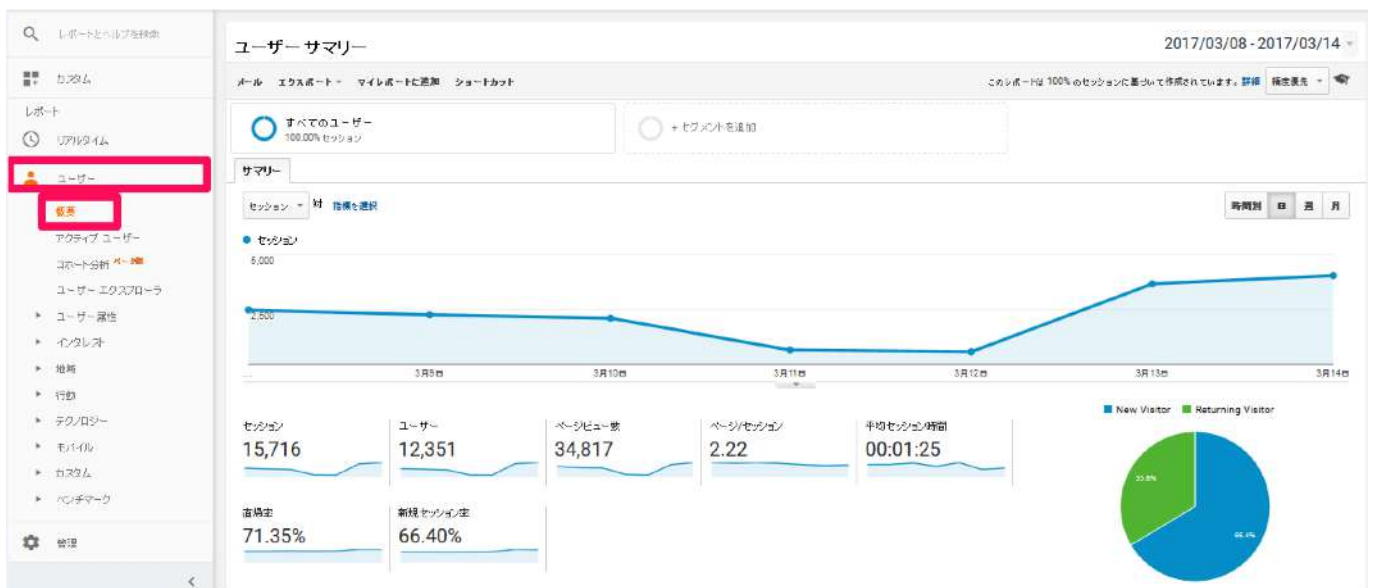 レポートとヘルプを検索
カスタム
レポート
リアルタイム
ユーザー
概要
アクティブ ユーザー
コホート分析 ベータ版
ユーザー エクスプローラ
ユーザー属性
インタレスト
地域
行動
テクノロジー
モバイル
カスタム
ベンチマーク
管理
ユーザー サマリー
2017/03/08 - 2017/03/14
メール エクスポート マイレポートに追加 ショートカット
このレポートは 100% のセッションに基づいて作成されています。詳細 精度優先
すべてのユーザー
100.00% セッション
+ セグメントを追加
サマリー
セッション 対 指標を選択
時間別 日 週 月
セッション
5,000
2,500
... 3月9日 3月10日 3月11日 3月12日 3月13日 3月14日
New Visitor Returning Visitor
セッション ユーザー ページビュー数 ページ/セッション 平均セッション時間
15,716 12,351 34,817 2.22 00:01:25
33.6%
直帰率 新規セッション率
71.35% 66.40%
66.4%